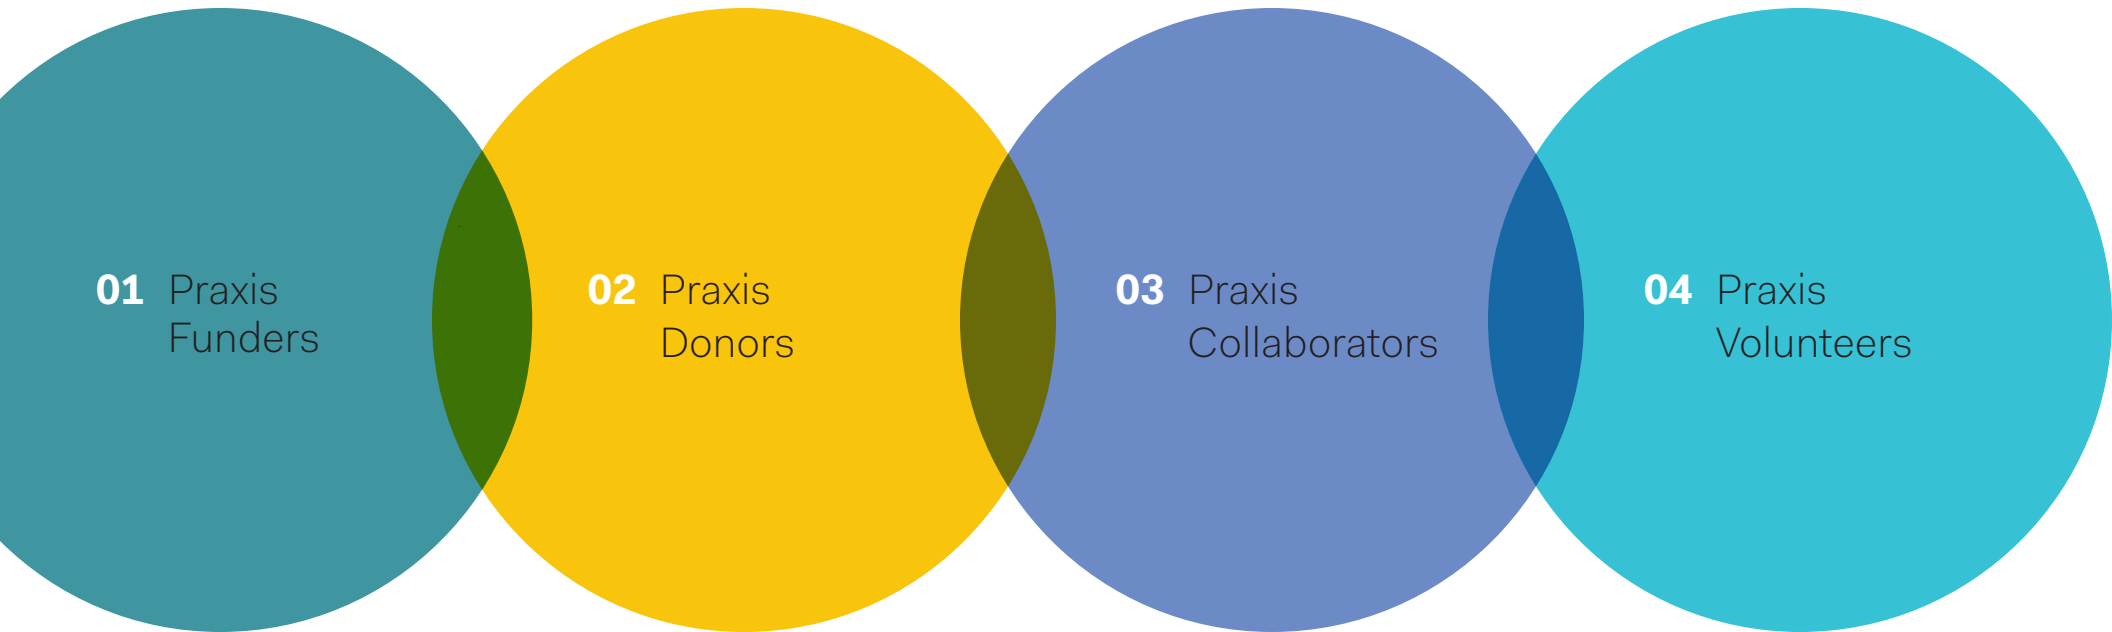 01 Praxis
Funders
02 Praxis
Donors
03 Praxis
Collaborators
04 Praxis
Volunteers